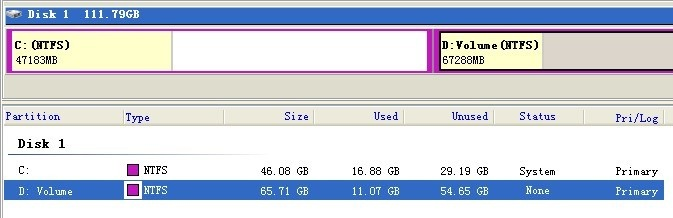 Disk 1 111.79GB
C:(NTFS) D:Volume(NTFS)
47183MB 67288MB
Partition Type Size Used Unused Status Pri/Log
Disk 1
C: NTFS 46.08 GB 16.88 GB 29.19 GB System Primary
D: Volume NTFS 65.71 GB 11.07 GB 54.65 GB None Primary